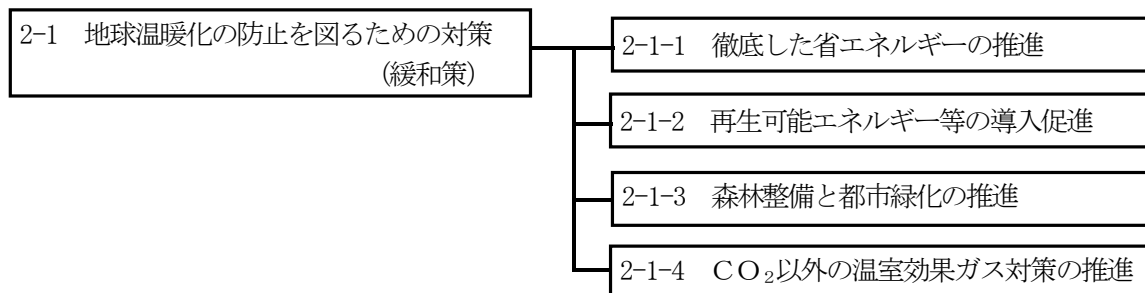 2-1 地球温暖化の防止を図るための対策
(緩和策)
2-1-1 徹底した省エネルギーの推進
2-1-2 再生可能エネルギー等の導入促進
2-1-3 森林整備と都市緑化の推進
2-1-4 ＣＯ₂以外の温室効果ガス対策の推進